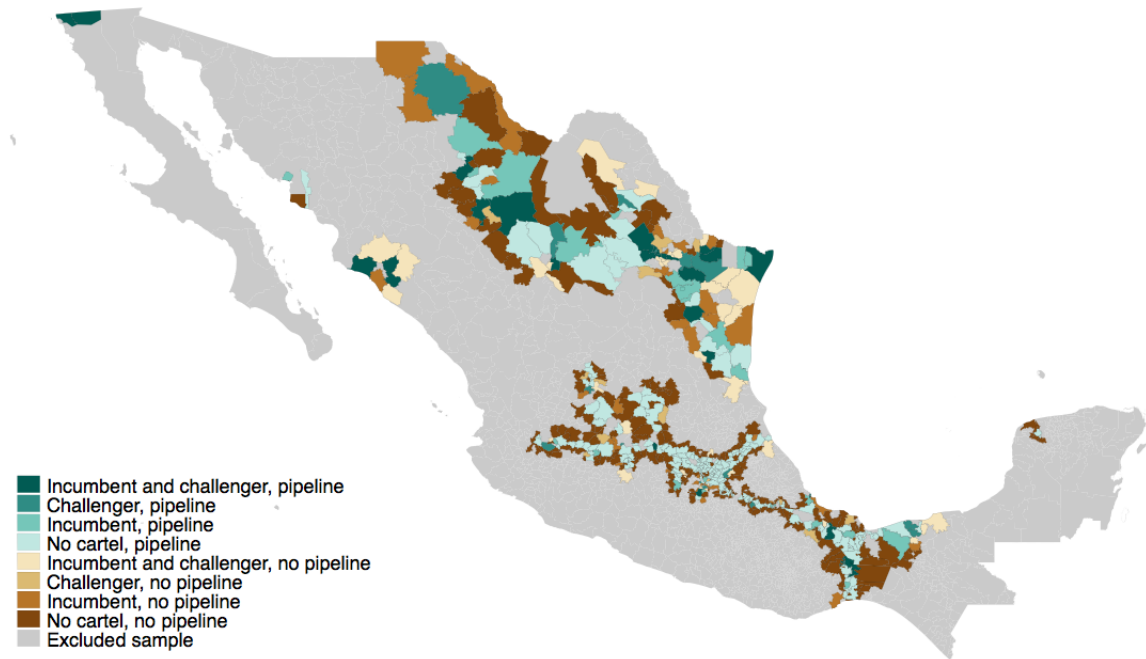 Incumbent and challenger, pipeline
Challenger, pipeline
Incumbent, pipeline
No cartel, pipeline
Incumbent and challenger, no pipeline
Challenger, no pipeline
Incumbent, no pipeline
No cartel, no pipeline
Excluded sample